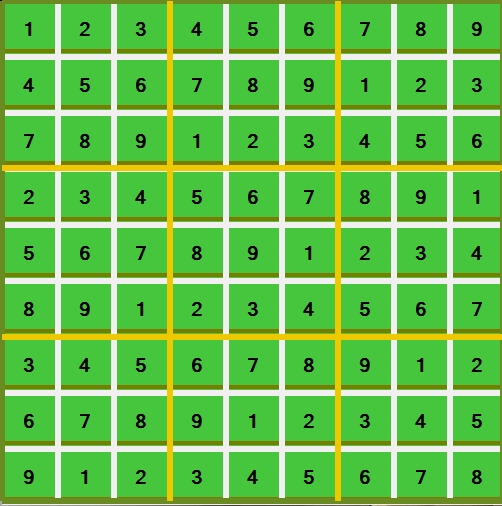 1 2 3 4 5 6 7 8 9
4 5 6 7 8 9 1 2 3
7 8 9 1 2 3 4 5 6
2 3 4 5 6 7 8 9 1
5 6 7 8 9 1 2 3 4
8 9 1 2 3 4 5 6 7
3 4 5 6 7 8 9 1 2
6 7 8 9 1 2 3 4 5
9 1 2 3 4 5 6 7 8